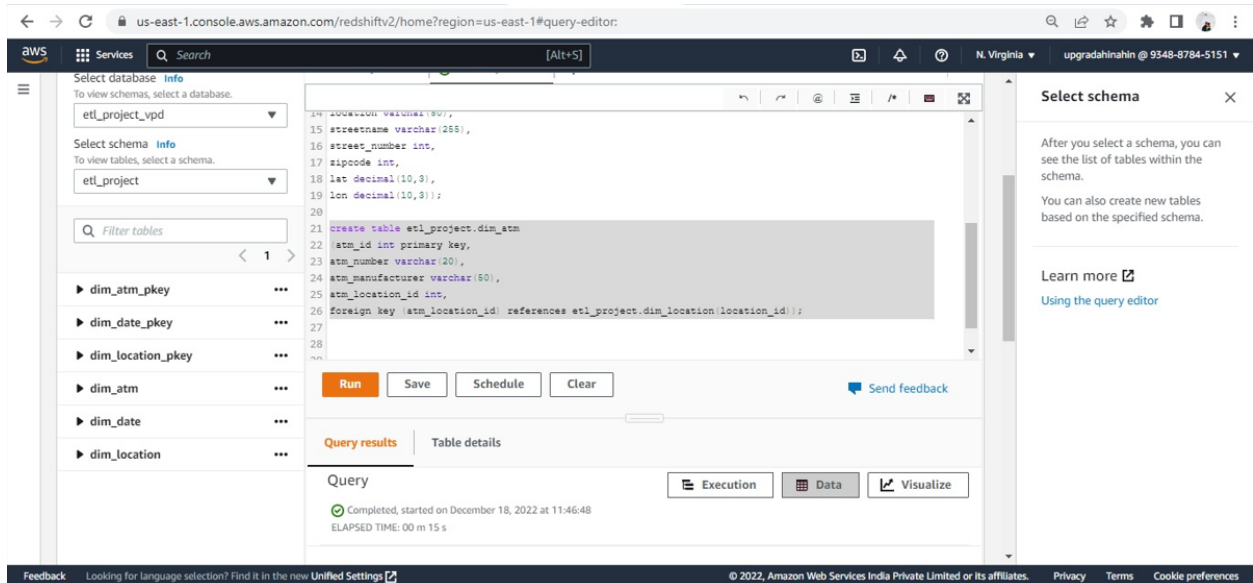 us-east-1.console.aws.amazon.com/redshiftv2/home?region=us-east-1#query-editor:
aws
Services
Search
[Alt+S]
N. Virginia
upgradahinahin @ 9348-8784-5151
Select database Info
To view schemas, select a database.
etl_project_vpd
Select schema Info
To view tables, select a schema.
etl_project
Filter tables
1
dim_atm_pkey
dim_date_pkey
dim_location_pkey
dim_atm
dim_date
dim_location
14 location varchar(50),
15 streetname varchar(255),
16 street_number int,
17 zipcode int,
18 lat decimal(10,3),
19 lon decimal(10,3));
20
21 create table etl_project.dim_atm
22 (atm_id int primary key,
23 atm_number varchar(20),
24 atm_manufacturer varchar(50),
25 atm_location_id int,
26 foreign key (atm_location_id) references etl_project.dim_location(location_id));
27
28
29
Run
Save
Schedule
Clear
Send feedback
Query results
Table details
Query
Execution
Data
Visualize
Completed, started on December 18, 2022 at 11:46:48
ELAPSED TIME: 00 m 15 s
Select schema
After you select a schema, you can
see the list of tables within the
schema.
You can also create new tables
based on the specified schema.
Learn more
Using the query editor
Feedback
Looking for language selection? Find it in the new Unified Settings
© 2022, Amazon Web Services India Private Limited or its affiliates.
Privacy
Terms
Cookie preferences